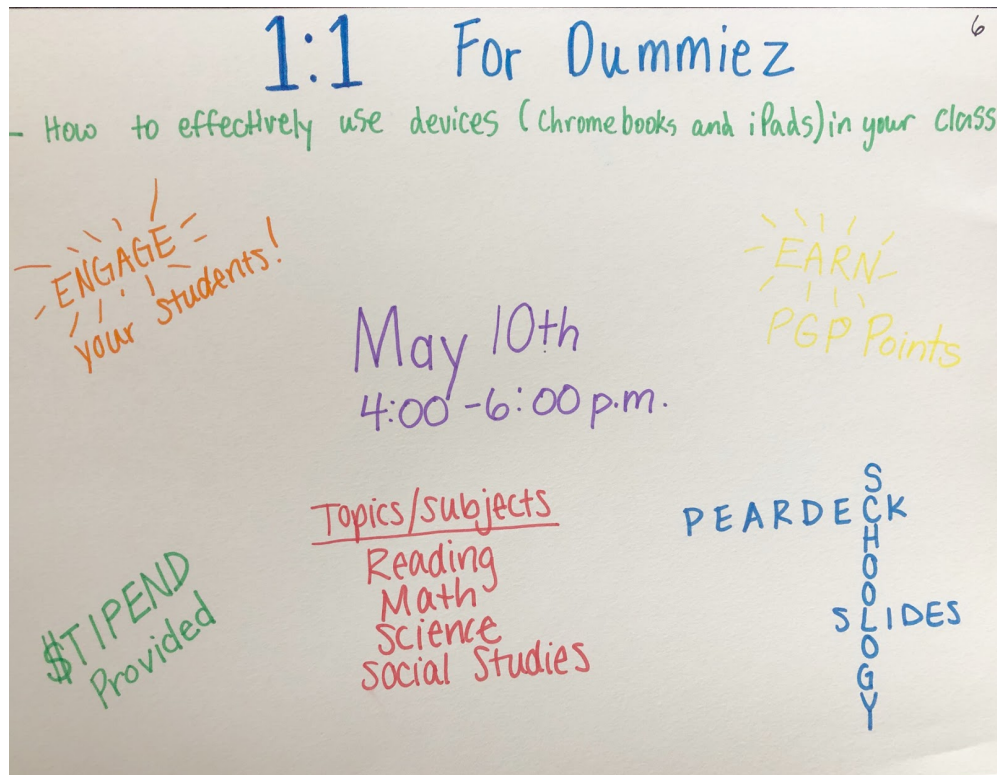 6
1:1 For Dummiez
- How to effectively use devices (Chromebooks and iPads) in your class
ENGAGE
your students!
EARN
PGP Points
May 10th
4:00 - 6:00 p.m.
Topics/subjects
Reading
Math
Science
Social Studies
$TIPEND
Provided
PEARDECK
SCHOOLOGY
SLIDES